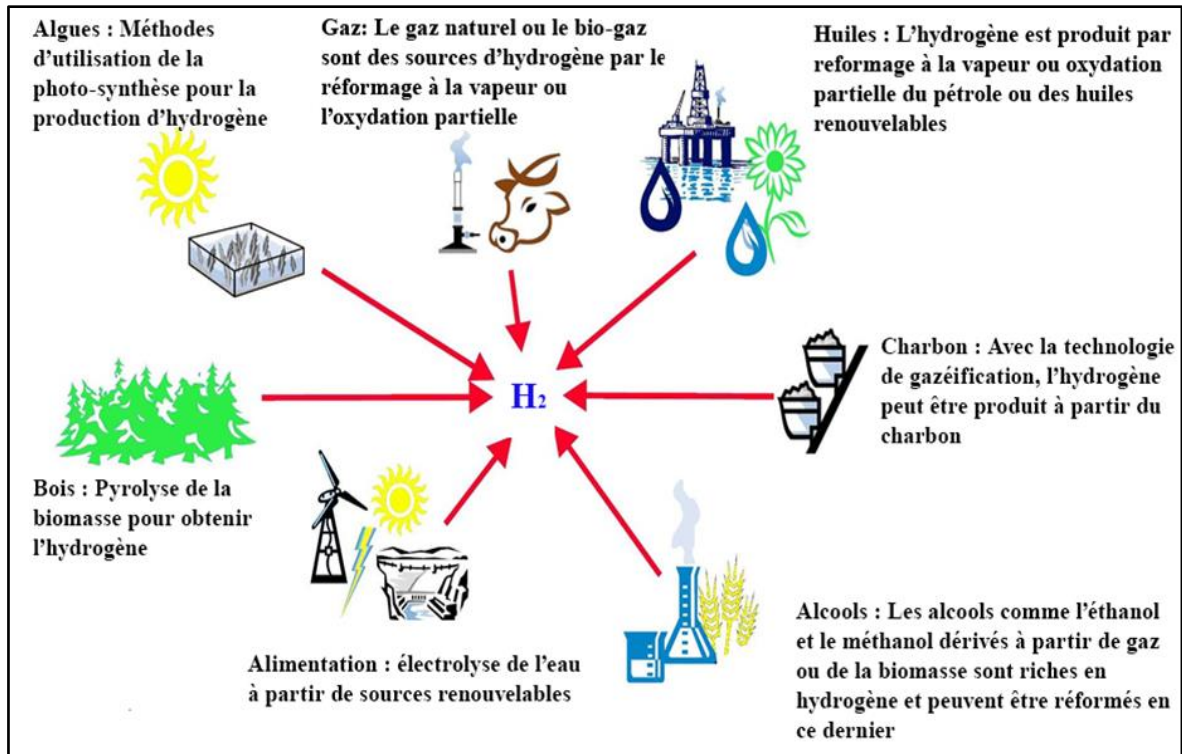 Algues : Méthodes
d’utilisation de la
photo-synthèse pour la
production d’hydrogène
Gaz: Le gaz naturel ou le bio-gaz
sont des sources d’hydrogène par le
réformage à la vapeur ou
l’oxydation partielle
Huiles : L’hydrogène est produit par
reformage à la vapeur ou oxydation
partielle du pétrole ou des huiles
renouvelables
H2
Charbon : Avec la technologie
de gazéification, l’hydrogène
peut être produit à partir du
charbon
Bois : Pyrolyse de la
biomasse pour obtenir
l’hydrogène
Alimentation : électrolyse de l’eau
à partir de sources renouvelables
Alcools : Les alcools comme l’éthanol
et le méthanol dérivés à partir de gaz
ou de la biomasse sont riches en
hydrogène et peuvent être réformés en
ce dernier